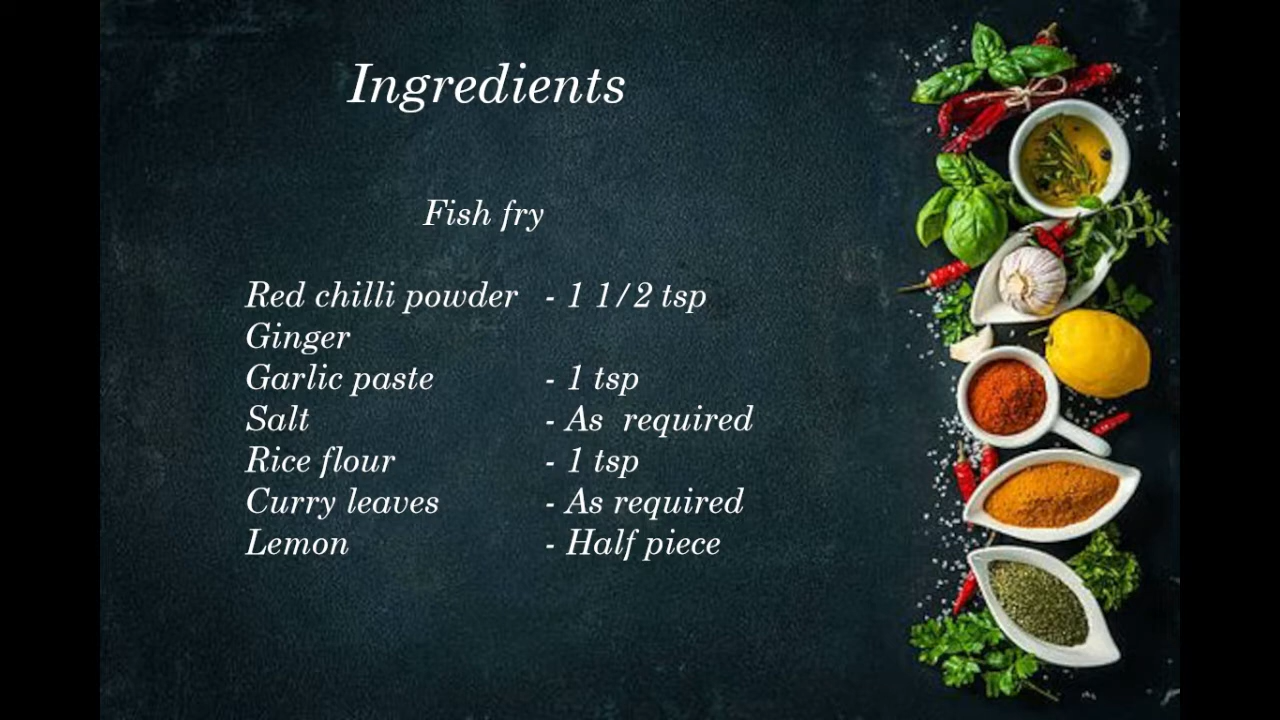 Ingredients
Fish fry
Red chilli powder - 1 1/2 tsp
Ginger
Garlic paste - 1 tsp
Salt - As required
Rice flour - 1 tsp
Curry leaves - As required
Lemon - Half piece